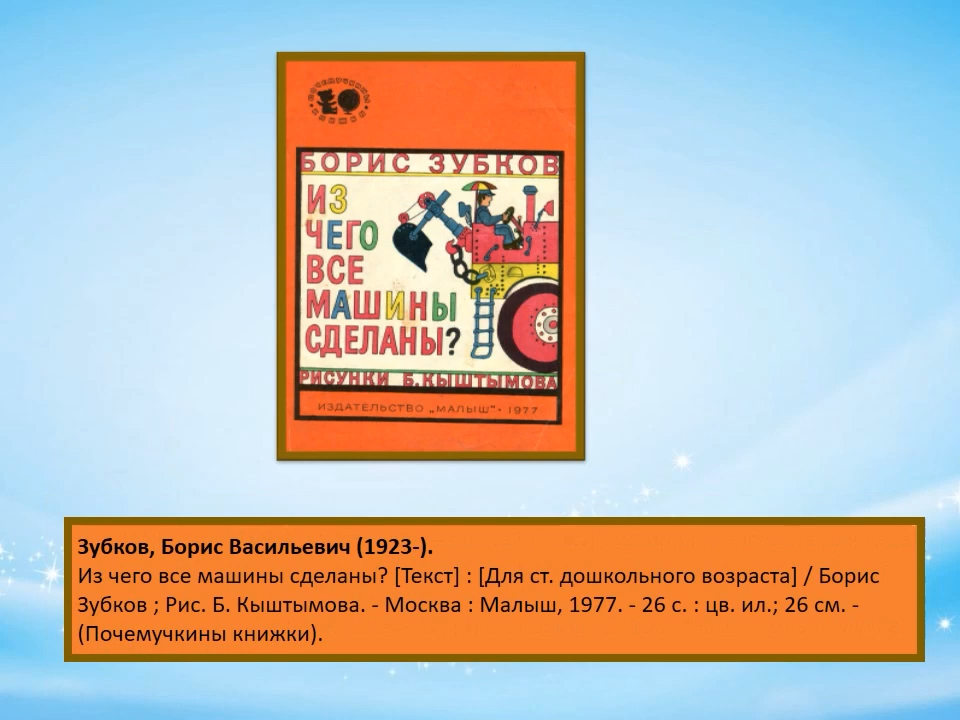 ПОЧЕМУЧКИНЫ
КНИЖКИ
БОРИС ЗУБКОВ
ИЗ
ЧЕГО
ВСЕ
МАШИНЫ
СДЕЛАНЫ?
РИСУНКИ Б. КЫШТЫМОВА
ИЗДАТЕЛЬСТВО „МАЛЫШ“ • 1977
Зубков, Борис Васильевич (1923-).
Из чего все машины сделаны? [Текст] : [Для ст. дошкольного возраста] / Борис
Зубков ; Рис. Б. Кыштымова. - Москва : Малыш, 1977. - 26 с. : цв. ил.; 26 см. -
(Почемучкины книжки).